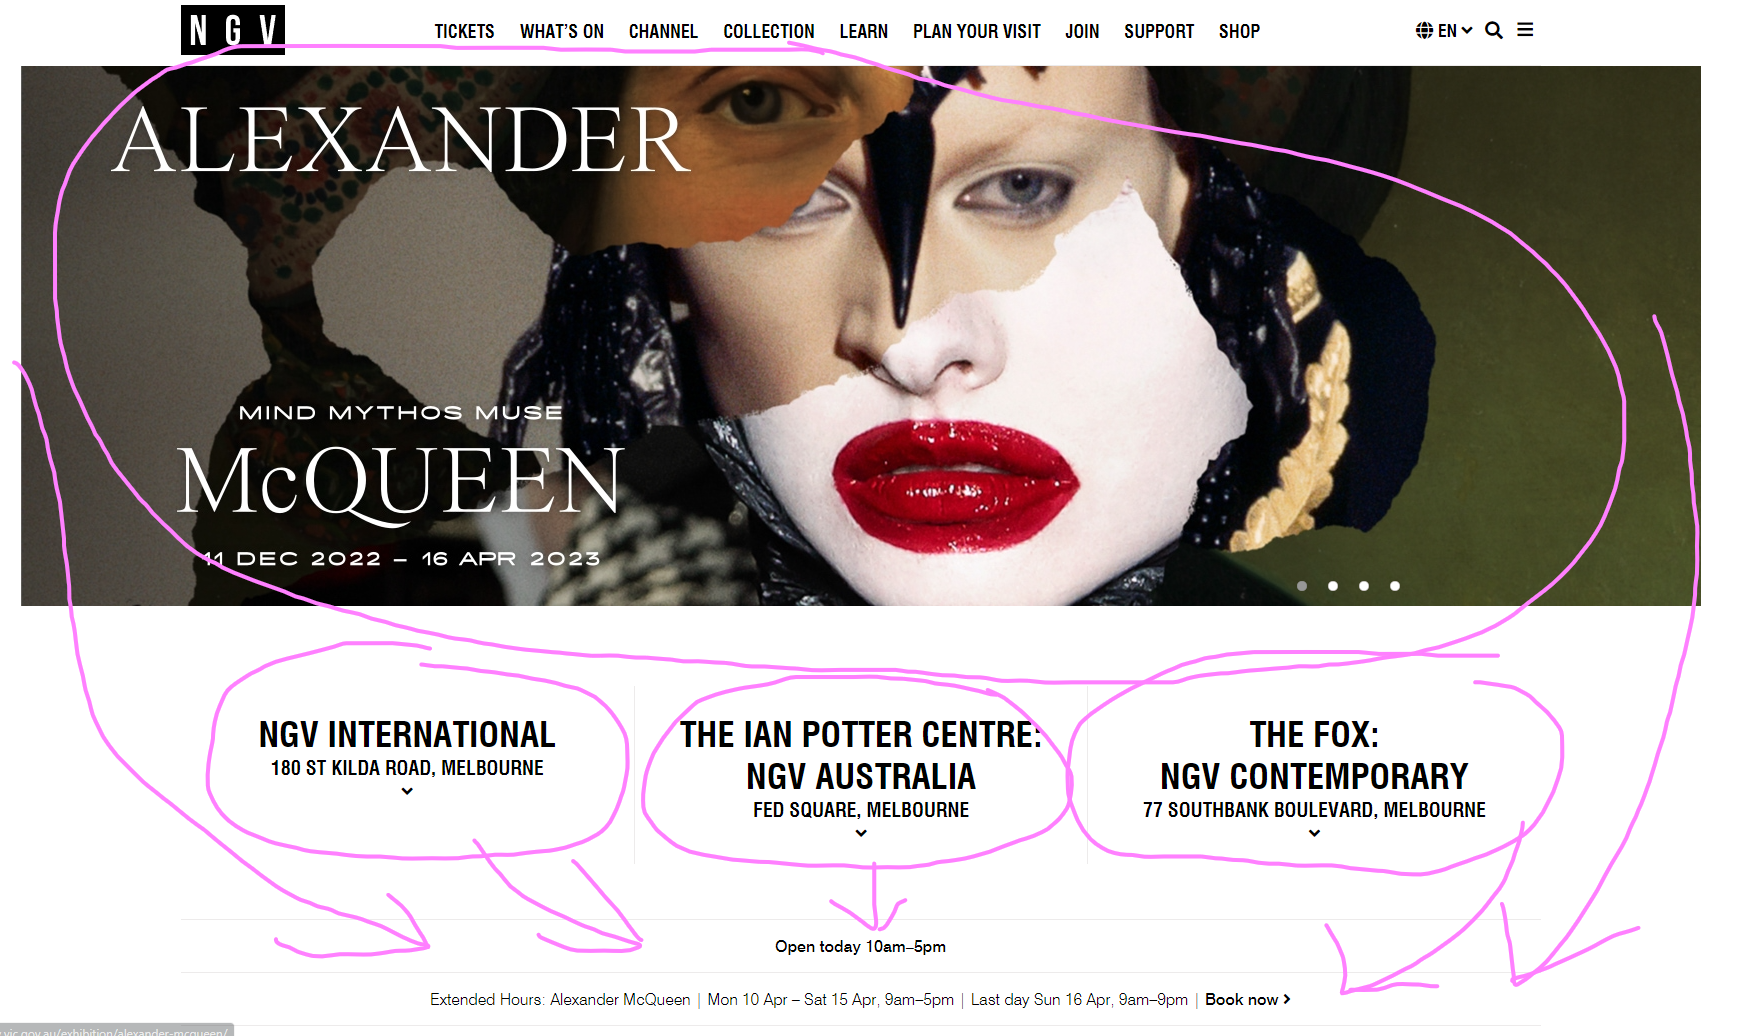 NGV
TICKETS WHAT'S ON CHANNEL COLLECTION LEARN PLAN YOUR VISIT JOIN SUPPORT SHOP EN
ALEXANDER
MIND MYTHOS MUSE
McQUEEN
11 DEC 2022 – 16 APR 2023
NGV INTERNATIONAL
180 ST KILDA ROAD, MELBOURNE
THE IAN POTTER CENTRE:
NGV AUSTRALIA
FED SQUARE, MELBOURNE
THE FOX:
NGV CONTEMPORARY
77 SOUTHBANK BOULEVARD, MELBOURNE
Open today 10am–5pm
Extended Hours: Alexander McQueen | Mon 10 Apr – Sat 15 Apr, 9am–5pm | Last day Sun 16 Apr, 9am–9pm | Book now
.vic.gov.au/exhibition/alexander-mcqueen/